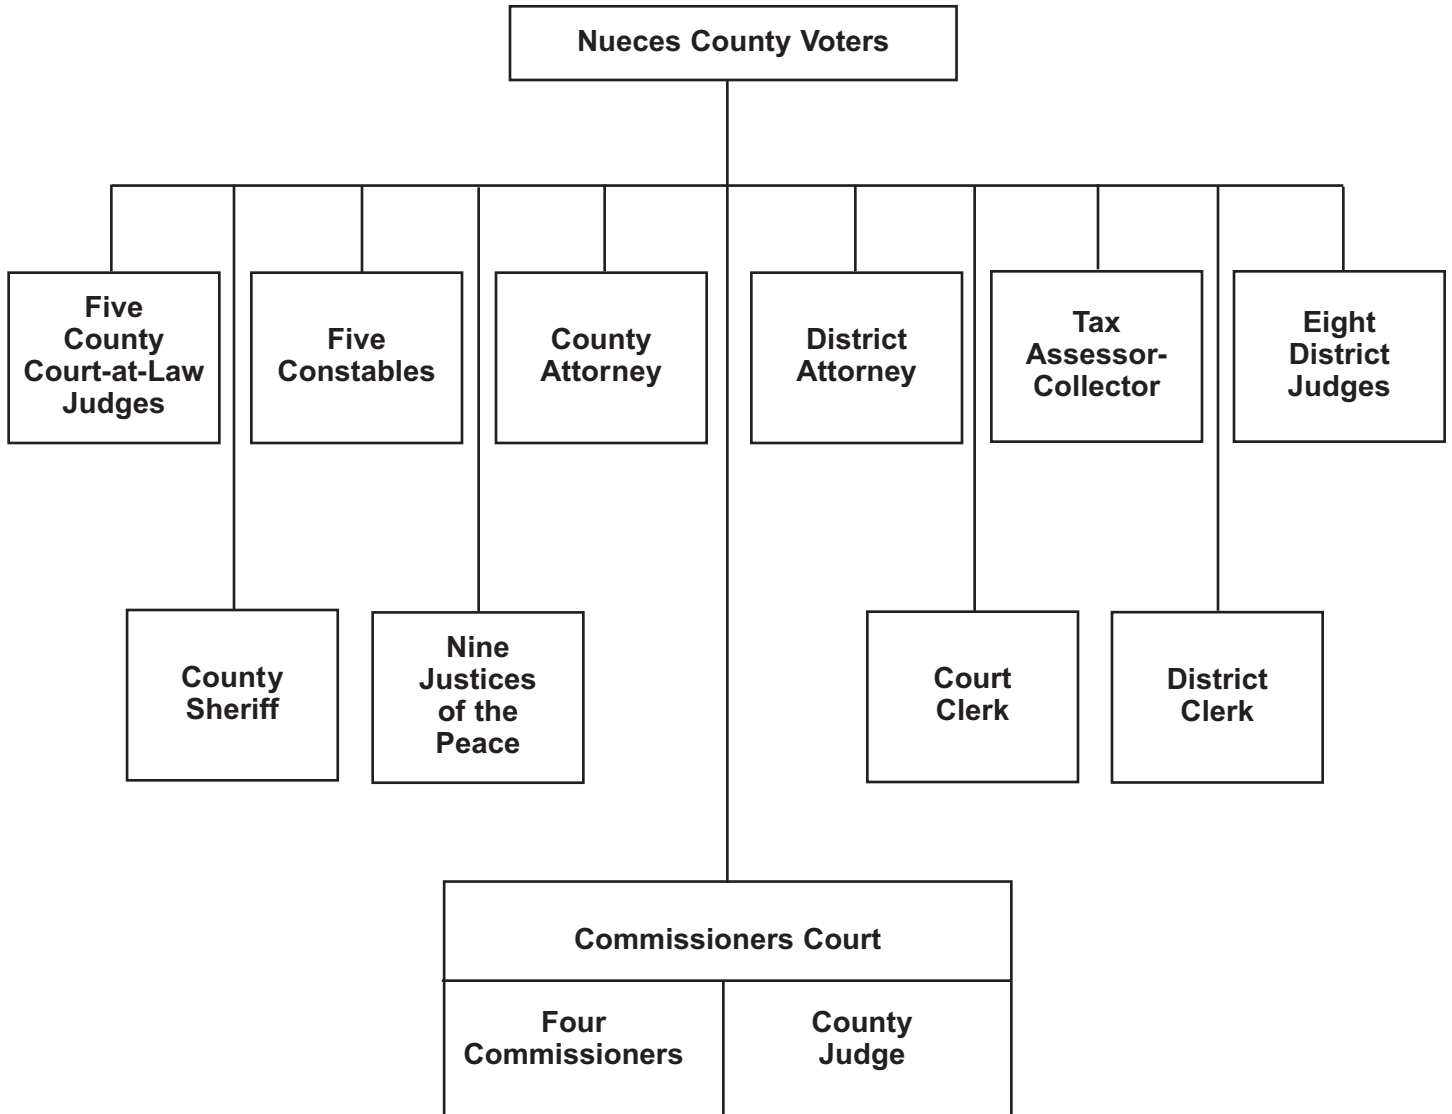 Nueces County Voters
Five
County
Court-at-Law
Judges
Five
Constables
County
Attorney
District
Attorney
Tax
Assessor-
Collector
Eight
District
Judges
County
Sheriff
Nine
Justices
of the
Peace
Court
Clerk
District
Clerk
Commissioners Court
Four
Commissioners
County
Judge